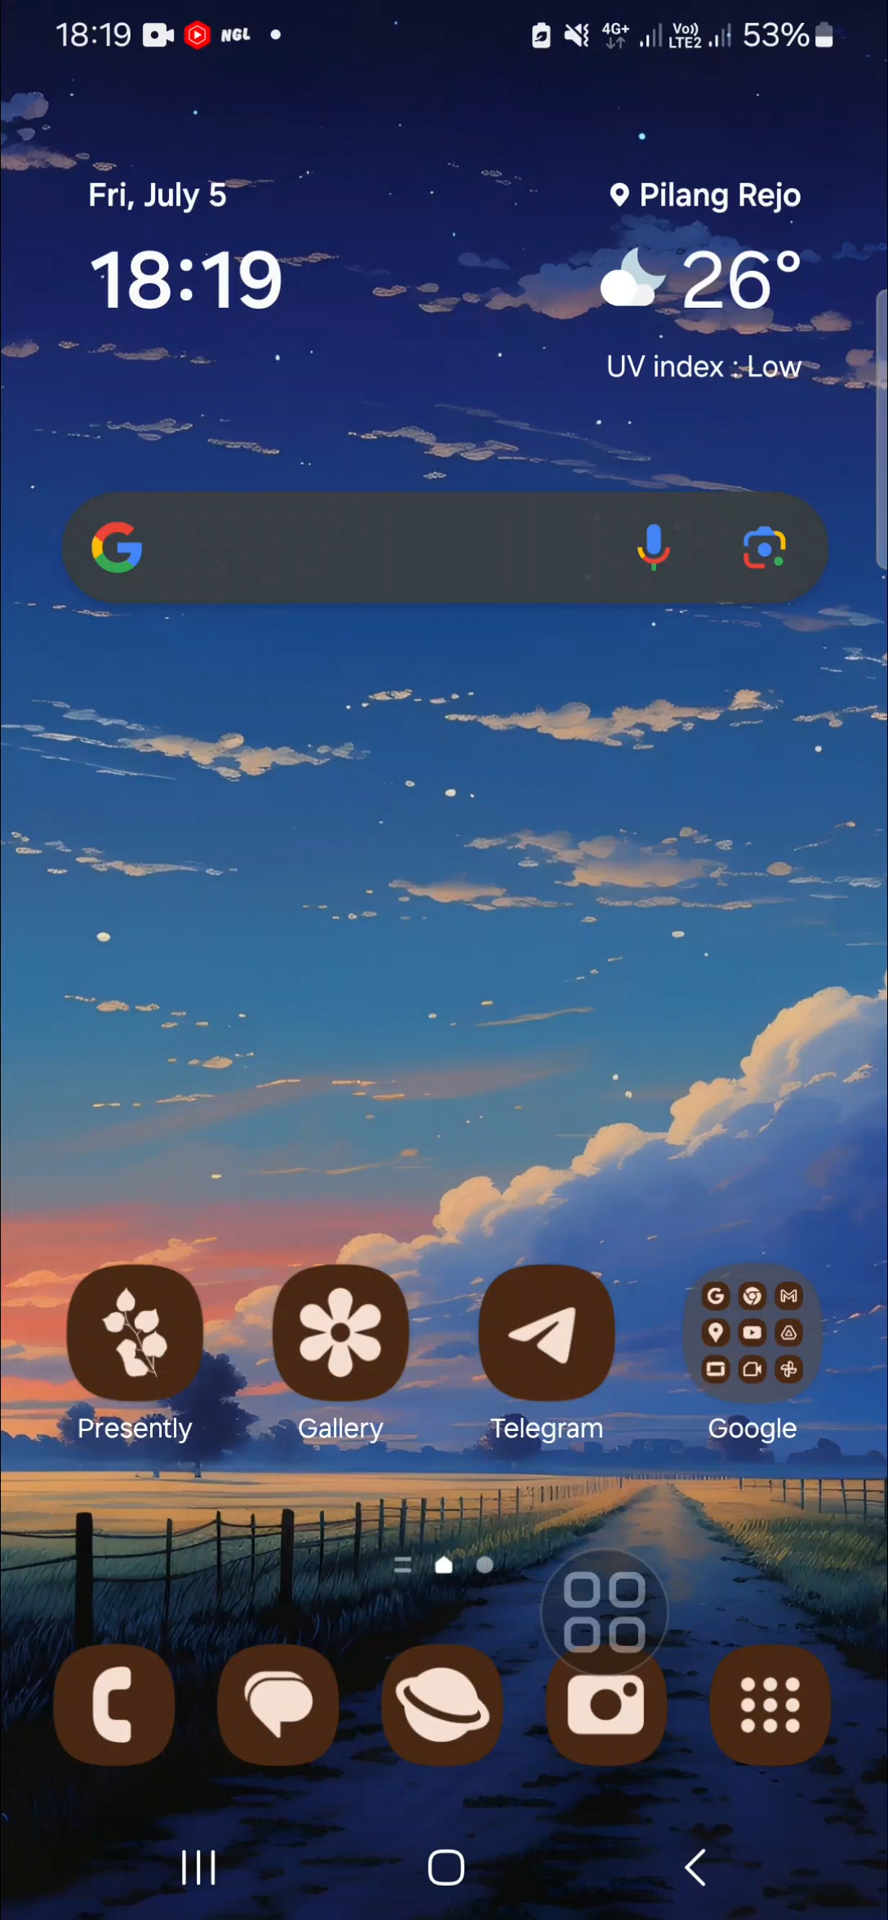 18:19 NGL 4G+ Vo)) LTE2 53%
Fri, July 5
Pilang Rejo
18:19
26°
UV index : Low
Presently
Gallery
Telegram
Google